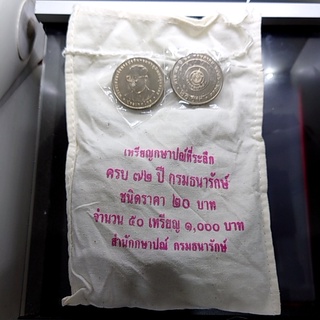 เหรียญกษาปณ์ที่ระลึก
ครบ ๗๒ ปี กรมธนารักษ์
ชนิดราคา ๒๐ บาท
จำนวน ๕๐ เหรียญ ๑,๐๐๐ บาท
สำนักกษาปณ์ กรมธนารักษ์